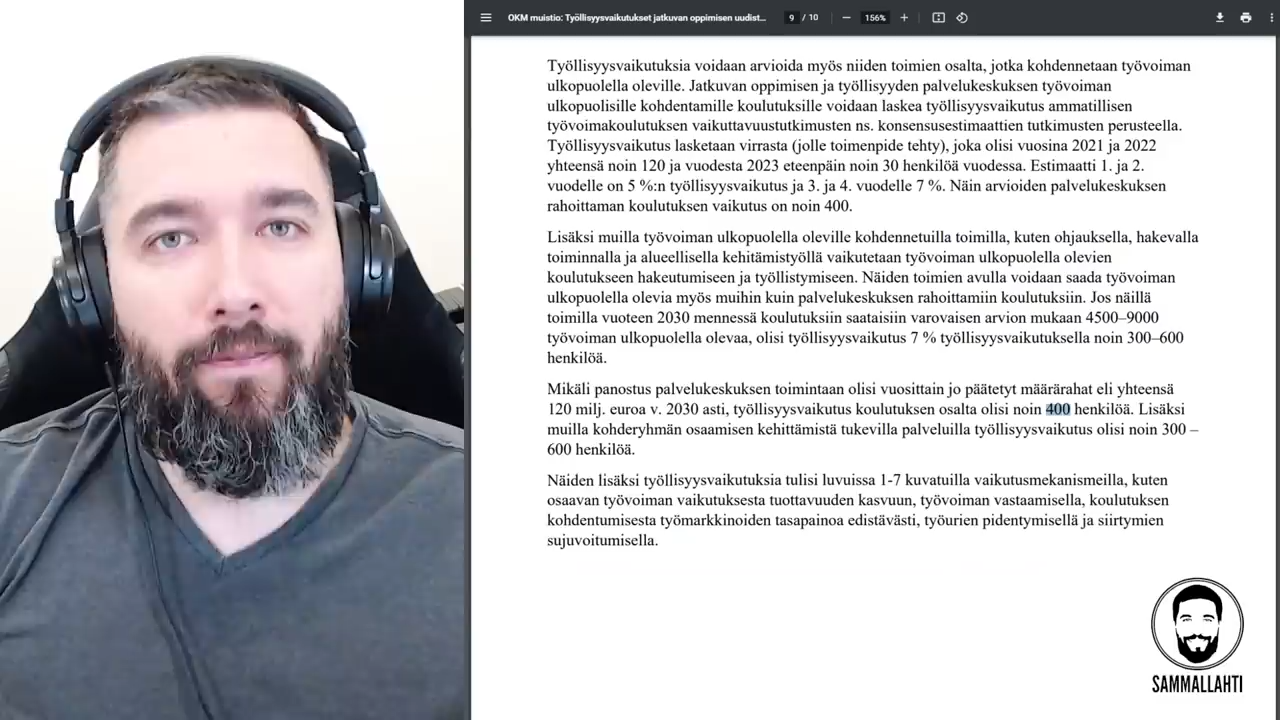 OKM muistio: Työllisyysvaikutukset jatkuvan oppimisen uudist...
9 / 10
156%
Työllisyysvaikutuksia voidaan arvioida myös niiden toimien osalta, jotka kohdennetaan työvoiman
ulkopuolella oleville. Jatkuvan oppimisen ja työllisyyden palvelukeskuksen työvoiman
ulkopuolisille kohdentamille koulutuksille voidaan laskea työllisyysvaikutus ammatillisen
työvoimakoulutuksen vaikuttavuustutkimusten ns. konsensusestimaattien tutkimusten perusteella.
Työllisyysvaikutus lasketaan virrasta (jolle toimenpide tehty), joka olisi vuosina 2021 ja 2022
yhteensä noin 120 ja vuodesta 2023 eteenpäin noin 30 henkilöä vuodessa. Estimaatti 1. ja 2.
vuodelle on 5 %:n työllisyysvaikutus ja 3. ja 4. vuodelle 7 %. Näin arvioiden palvelukeskuksen
rahoittaman koulutuksen vaikutus on noin 400.
Lisäksi muilla työvoiman ulkopuolella oleville kohdennetuilla toimilla, kuten ohjauksella, hakevalla
toiminnalla ja alueellisella kehitämistyöllä vaikutetaan työvoiman ulkopuolella olevien
koulutukseen hakeutumiseen ja työllistymiseen. Näiden toimien avulla voidaan saada työvoiman
ulkopuolella olevia myös muihin kuin palvelukeskuksen rahoittamiin koulutuksiin. Jos näillä
toimilla vuoteen 2030 mennessä koulutuksiin saataisiin varovaisen arvion mukaan 4500–9000
työvoiman ulkopuolella olevaa, olisi työllisyysvaikutus 7 % työllisyysvaikutuksella noin 300–600
henkilöä.
Mikäli panostus palvelukeskuksen toimintaan olisi vuosittain jo päätetyt määrärahat eli yhteensä
120 milj. euroa v. 2030 asti, työllisyysvaikutus koulutuksen osalta olisi noin 400 henkilöä. Lisäksi
muilla kohderyhmän osaamisen kehittämistä tukevilla palveluilla työllisyysvaikutus olisi noin 300 –
600 henkilöä.
Näiden lisäksi työllisyysvaikutuksia tulisi luvuissa 1-7 kuvatuilla vaikutusmekanismeilla, kuten
osaavan työvoiman vaikutuksesta tuottavuuden kasvuun, työvoiman vastaamisella, koulutuksen
kohdentumisesta työmarkkinoiden tasapainoa edistävästi, työurien pidentymisellä ja siirtymien
sujuvoitumisella.
SAMMALLAHTI